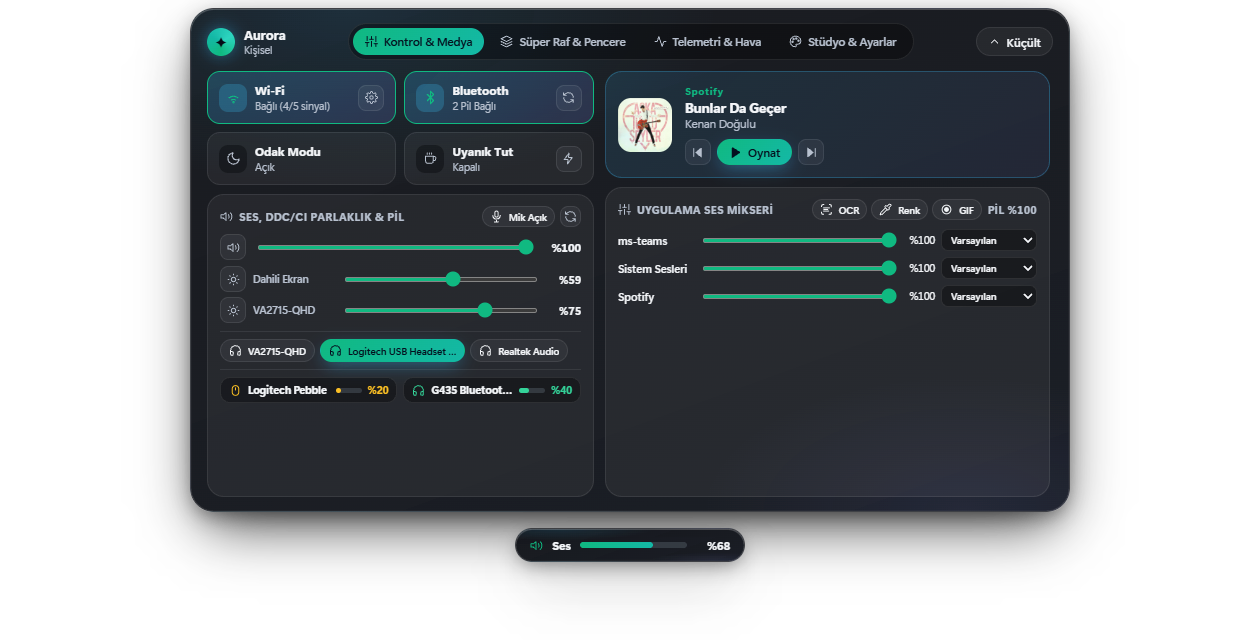 Aurora
Kişisel
Kontrol & Medya
Süper Raf & Pencere
Telemetri & Hava
Stüdyo & Ayarlar
Küçült
Wi-Fi
Bağlı (4/5 sinyal)
Bluetooth
2 Pil Bağlı
Odak Modu
Açık
Uyanık Tut
Kapalı
SES, DDC/CI PARLAKLIK & PİL
Mik Açık
%100
Dahili Ekran
%59
VA2715-QHD
%75
VA2715-QHD
Logitech USB Headset ...
Realtek Audio
Logitech Pebble
%20
G435 Bluetoot...
%40
Spotify
Bunlar Da Geçer
Kenan Doğulu
Oynat
UYGULAMA SES MİKSERİ
OCR
Renk
GIF
PİL %100
ms-teams
%100
Varsayılan
Sistem Sesleri
%100
Varsayılan
Spotify
%100
Varsayılan
Ses
%68